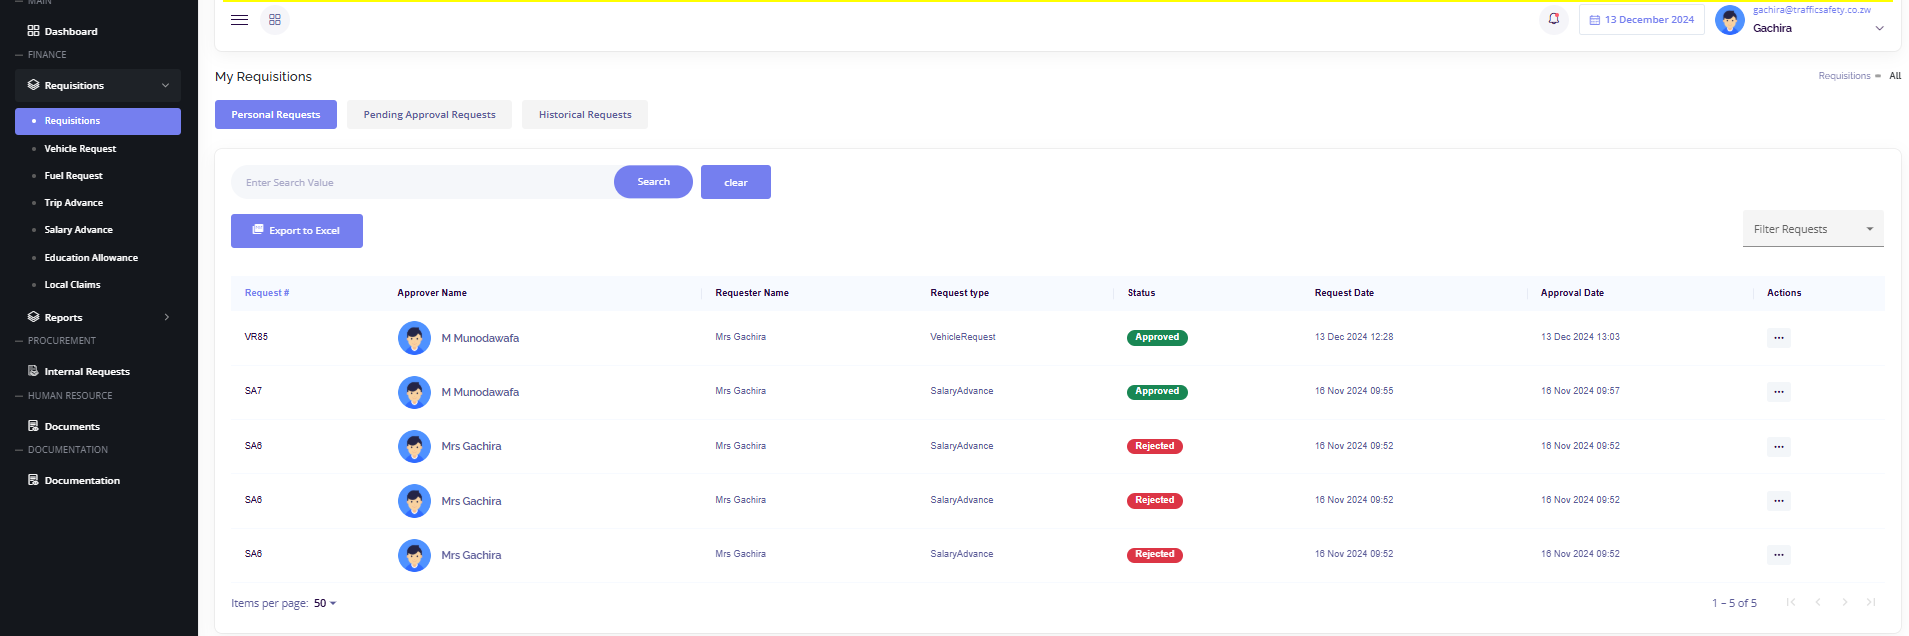 MAIN
Dashboard
FINANCE
Requisitions
Requisitions
Vehicle Request
Fuel Request
Trip Advance
Salary Advance
Education Allowance
Local Claims
Reports
PROCUREMENT
Internal Requests
HUMAN RESOURCE
Documents
DOCUMENTATION
Documentation
13 December 2024
gachira@trafficsafety.co.zw
Gachira
My Requisitions
Requisitions All
Personal Requests Pending Approval Requests Historical Requests
Enter Search Value Search clear
Export to Excel
Filter Requests
Request # Approver Name Requester Name Request type Status Request Date Approval Date Actions
VR85 M Munodawafa Mrs Gachira VehicleRequest Approved 13 Dec 2024 12:28 13 Dec 2024 13:03 ...
SA7 M Munodawafa Mrs Gachira SalaryAdvance Approved 16 Nov 2024 09:55 16 Nov 2024 09:57 ...
SA6 Mrs Gachira Mrs Gachira SalaryAdvance Rejected 16 Nov 2024 09:52 16 Nov 2024 09:52 ...
SA6 Mrs Gachira Mrs Gachira SalaryAdvance Rejected 16 Nov 2024 09:52 16 Nov 2024 09:52 ...
SA6 Mrs Gachira Mrs Gachira SalaryAdvance Rejected 16 Nov 2024 09:52 16 Nov 2024 09:52 ...
Items per page: 50
1 – 5 of 5